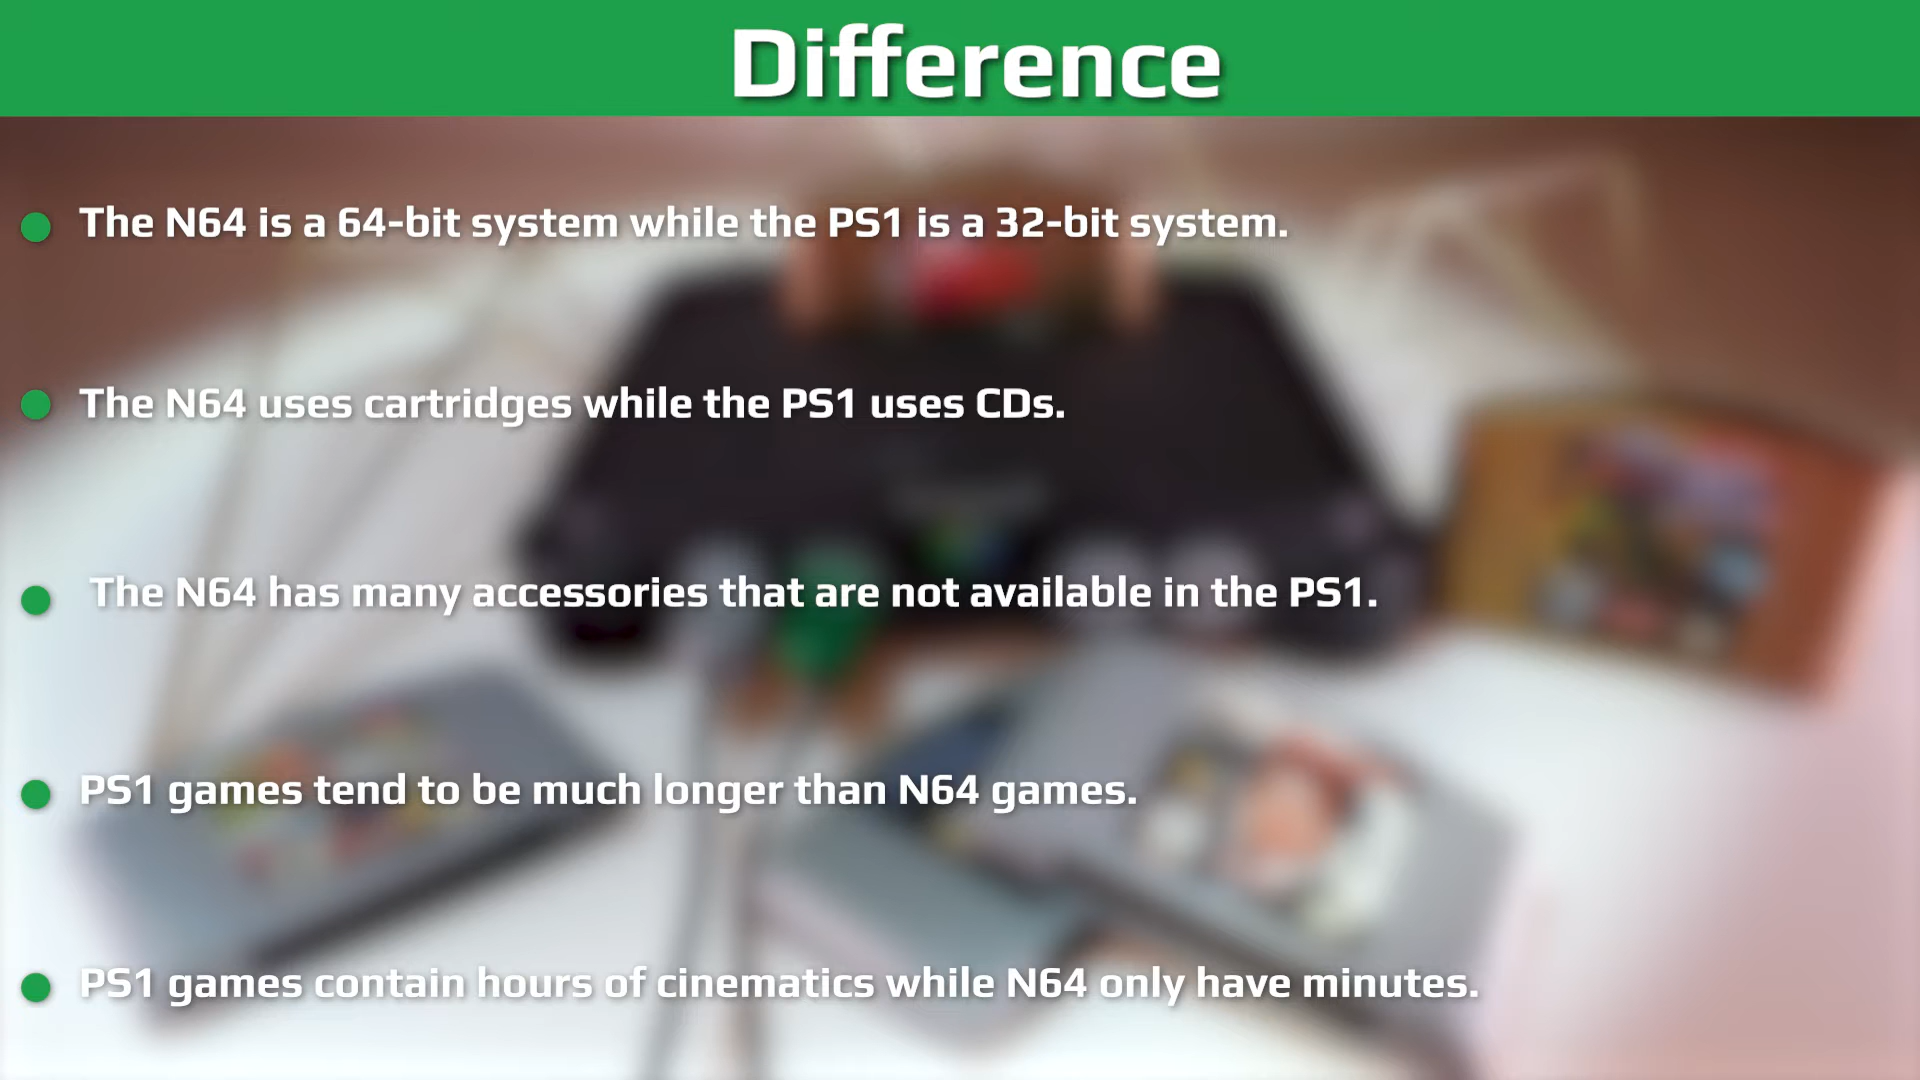 Difference
The N64 is a 64-bit system while the PS1 is a 32-bit system.
The N64 uses cartridges while the PS1 uses CDs.
The N64 has many accessories that are not available in the PS1.
PS1 games tend to be much longer than N64 games.
PS1 games contain hours of cinematics while N64 only have minutes.